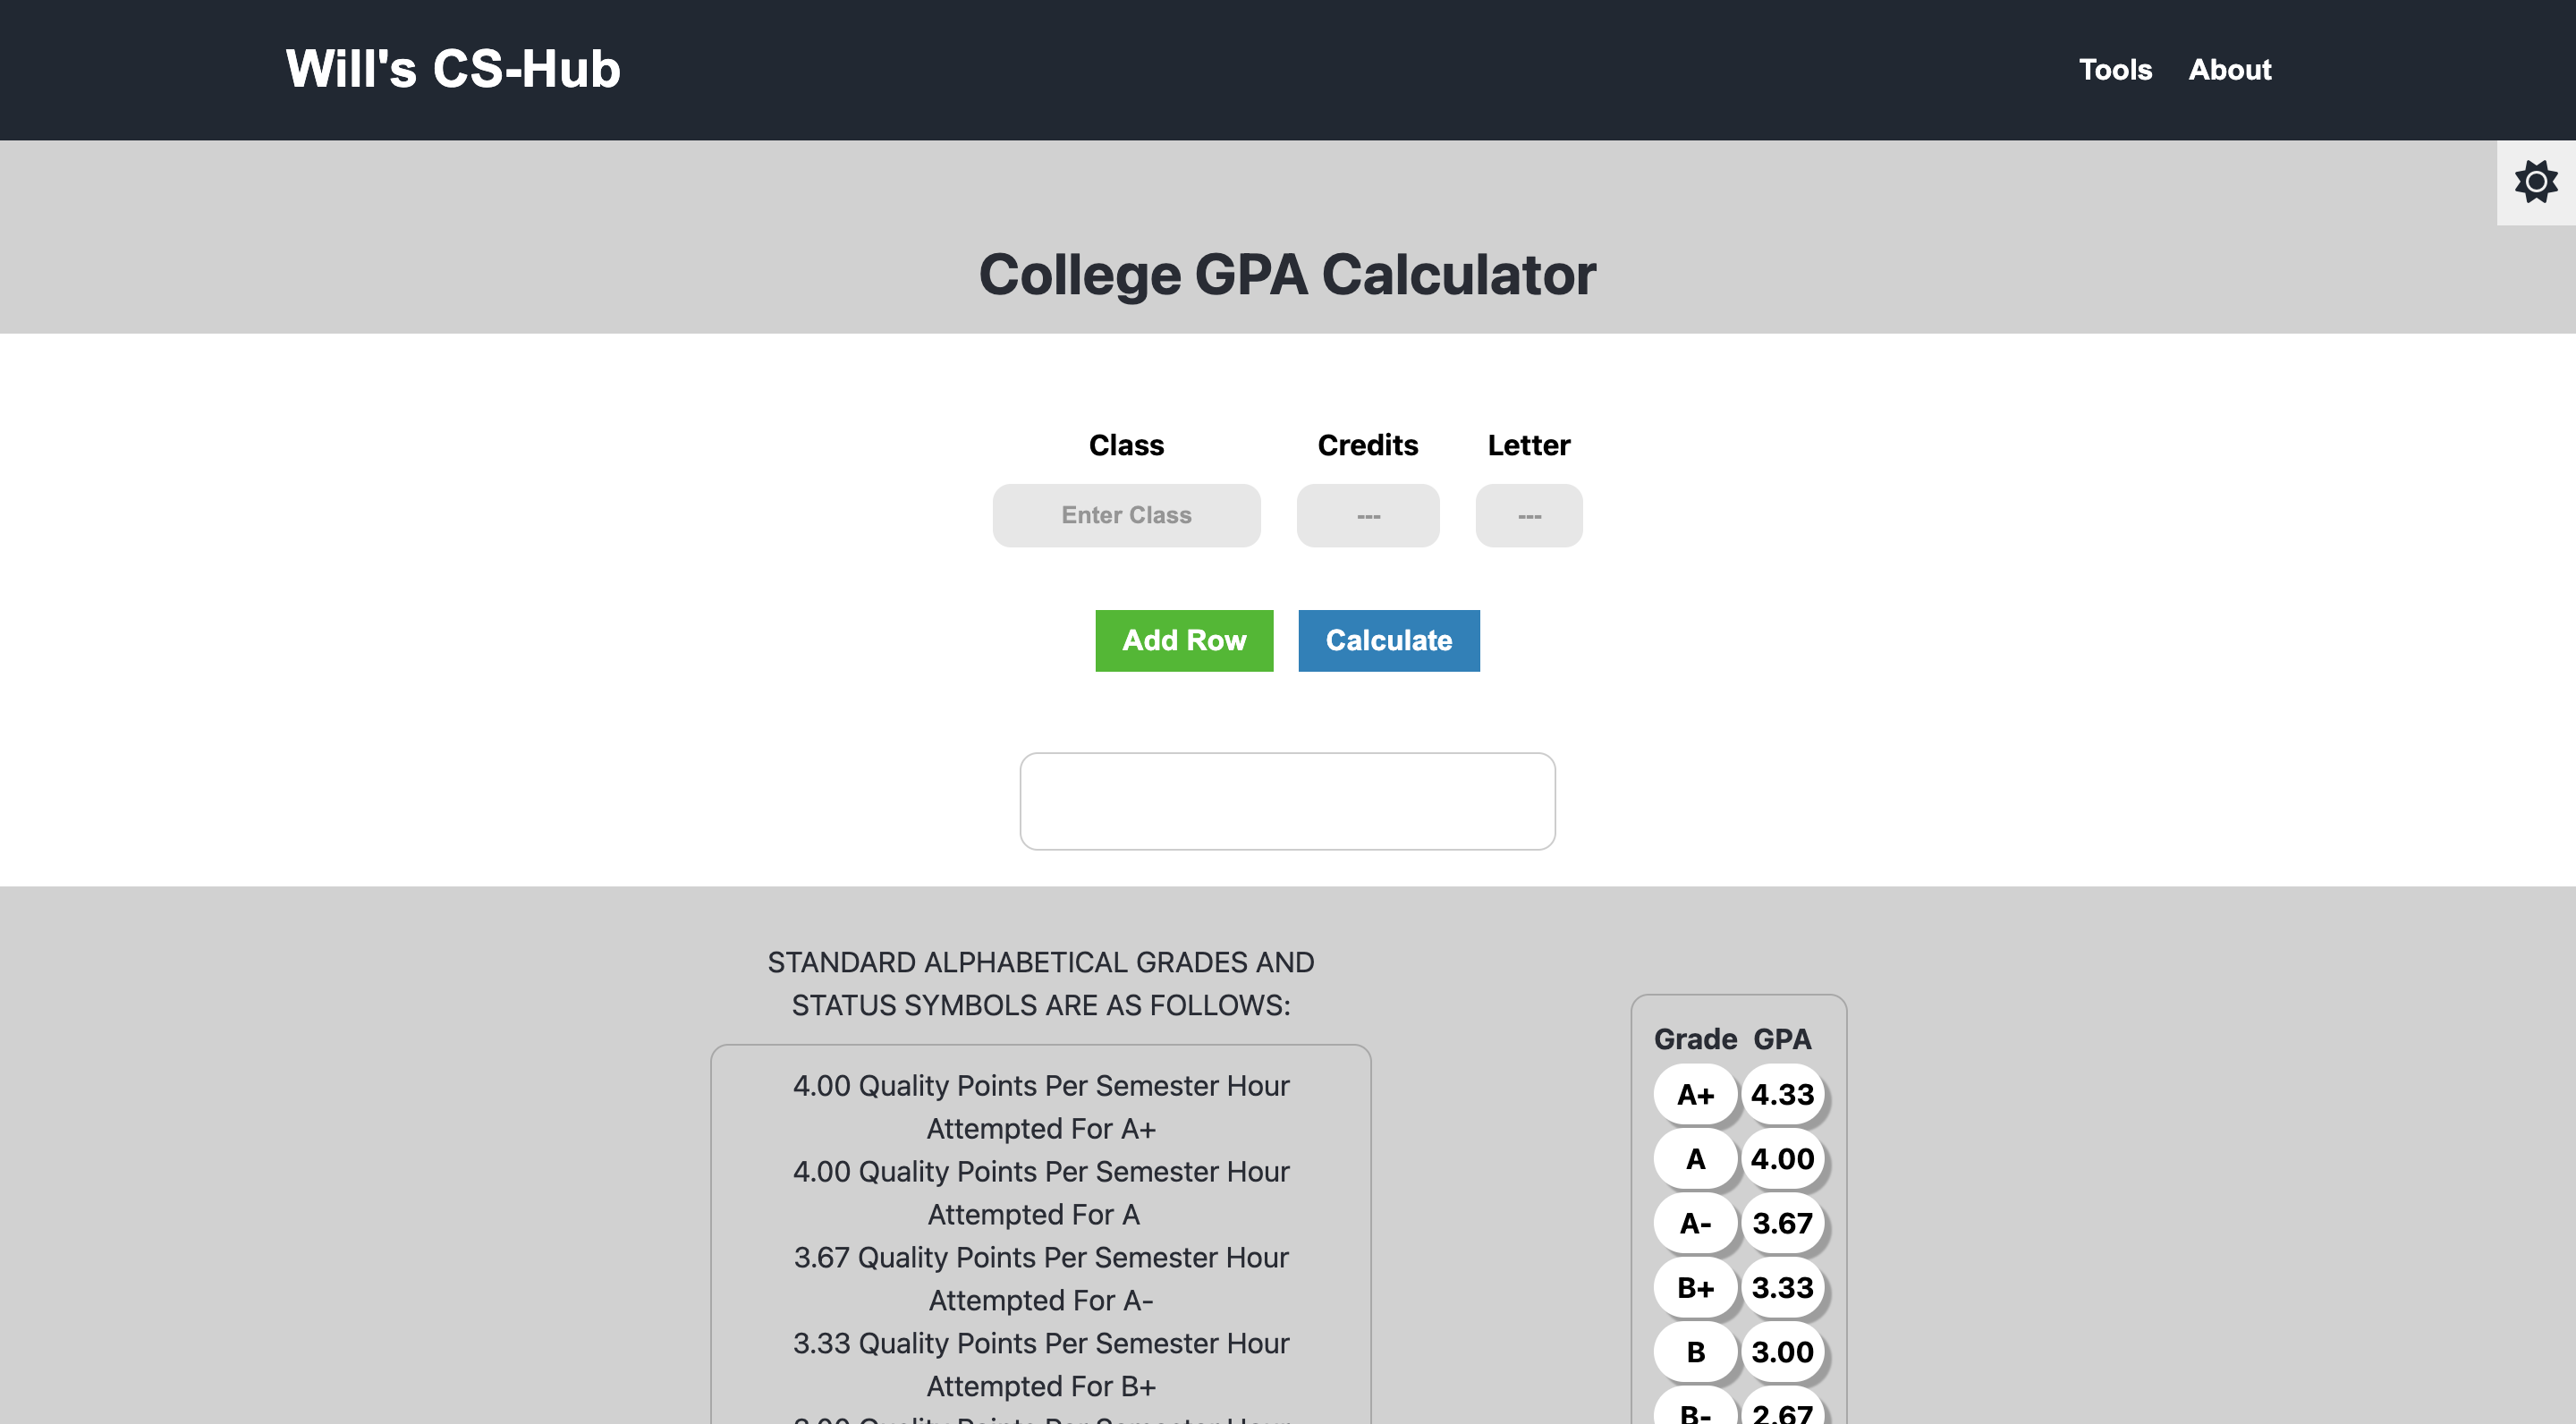 Will's CS-Hub
Tools About
College GPA Calculator
Class Credits Letter
Enter Class --- ---
Add Row Calculate
STANDARD ALPHABETICAL GRADES AND
STATUS SYMBOLS ARE AS FOLLOWS:
4.00 Quality Points Per Semester Hour
Attempted For A+
4.00 Quality Points Per Semester Hour
Attempted For A
3.67 Quality Points Per Semester Hour
Attempted For A-
3.33 Quality Points Per Semester Hour
Attempted For B+
Grade GPA
A+ 4.33
A 4.00
A- 3.67
B+ 3.33
B 3.00
B- 2.67